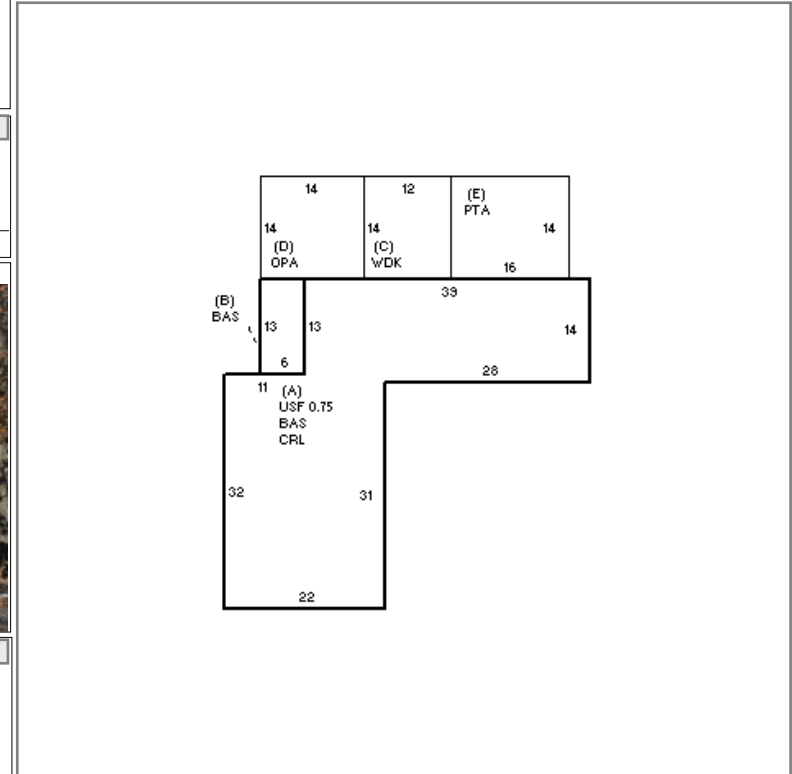 14
12
(E)
PTA
14
14
14
(D)
OPA
(C)
WDK
16
39
(B)
BAS
13
13
14
6
28
11
(A)
USF 0.75
BAS
CRL
32
31
22